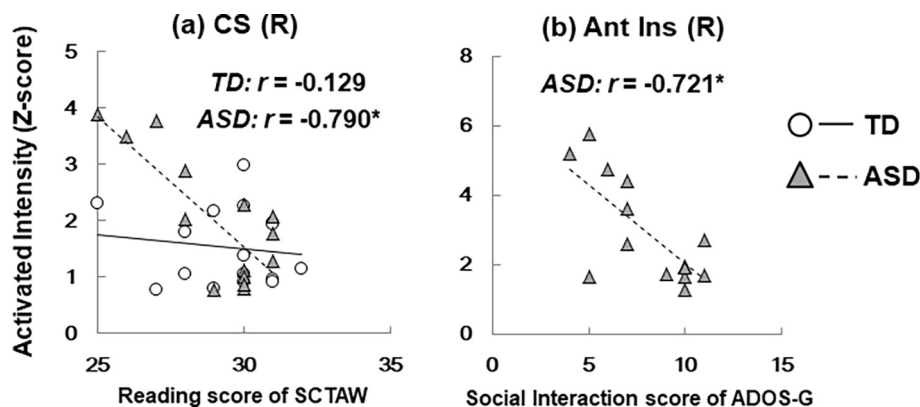 (a) CS (R)
TD: r = -0.129
ASD: r = -0.790*
Activated Intensity (Z-score)
5
4
3
2
1
0
25
30
35
Reading score of SCTAW
(b) Ant Ins (R)
ASD: r = -0.721*
8
6
4
2
0
0
5
10
15
Social Interaction score of ADOS-G
TD
ASD